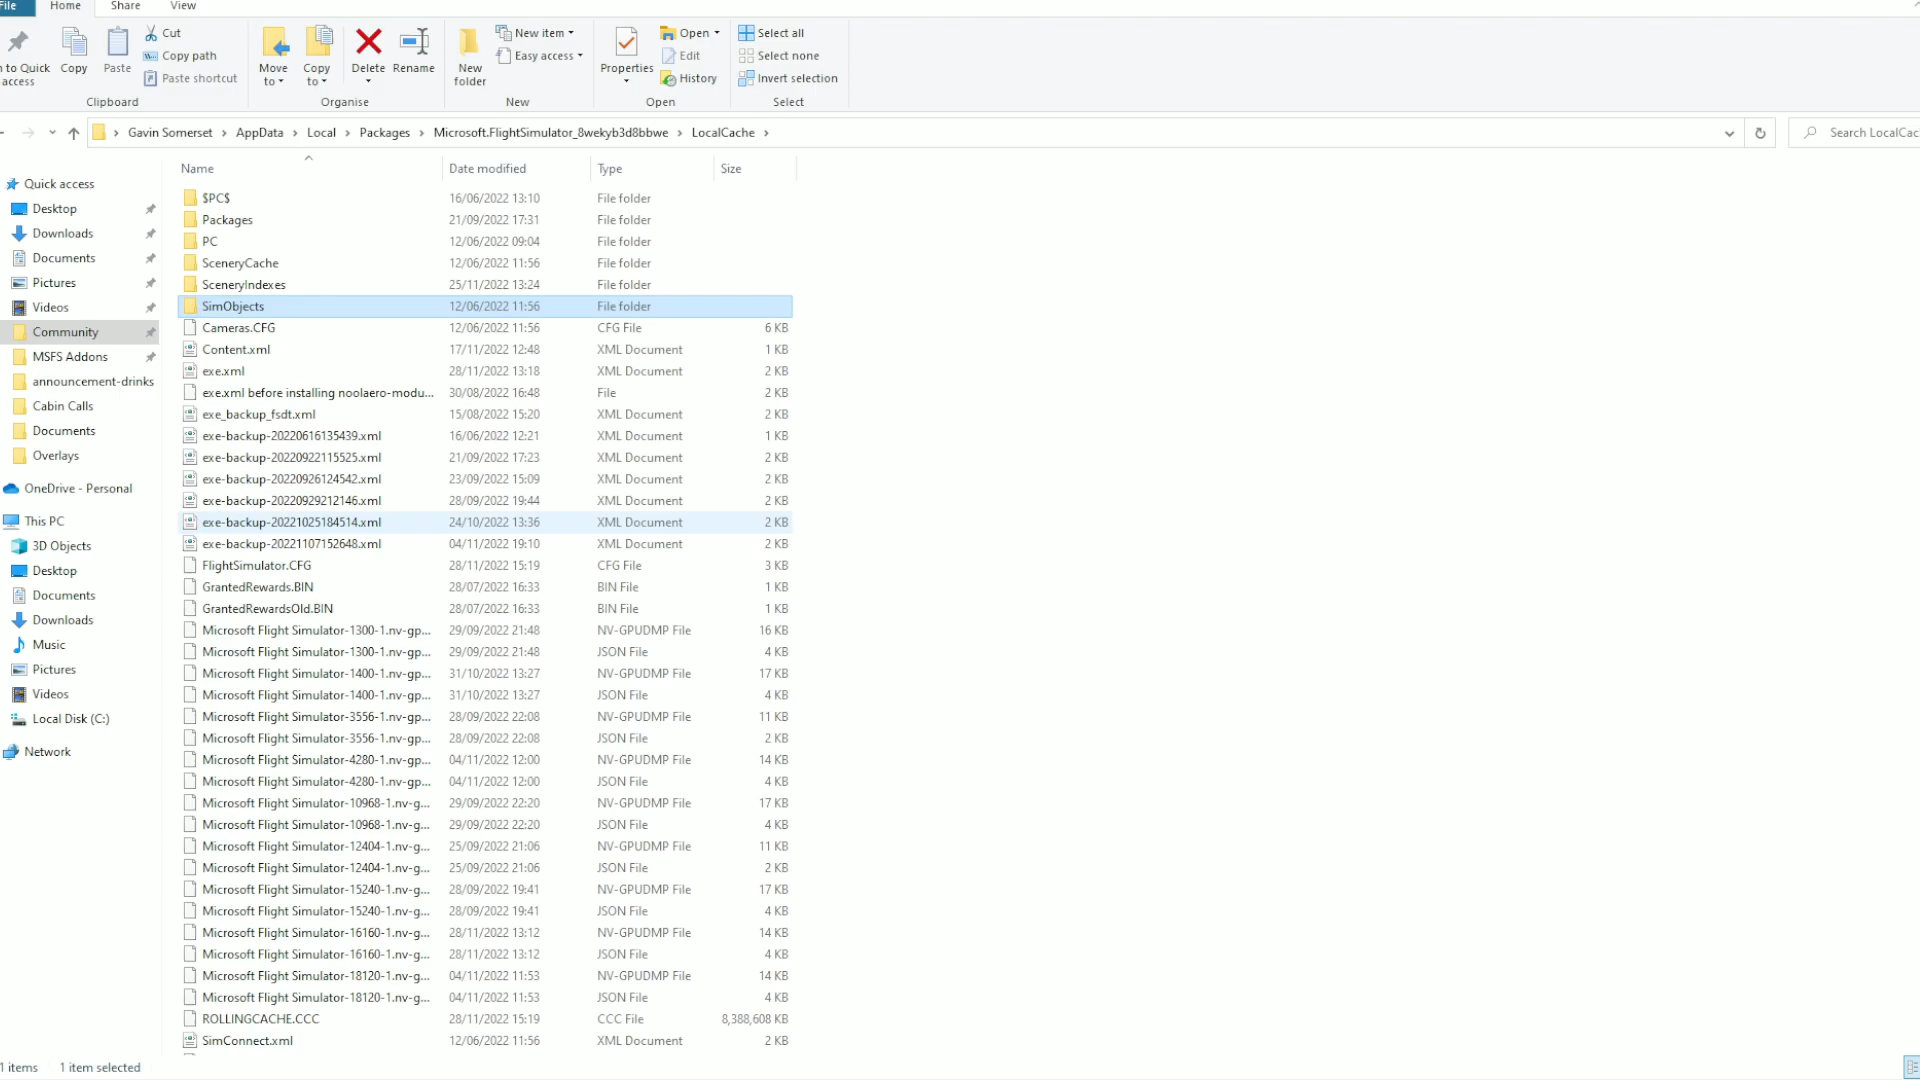 File
Home
Share
View
n to Quick
access
Copy
Paste
Cut
Copy path
Paste shortcut
Clipboard
Move
to
Copy
to
Delete
Rename
Organise
New
folder
New item
Easy access
New
Properties
Open
Edit
History
Open
Select all
Select none
Invert selection
Select
Gavin Somerset > AppData > Local > Packages > Microsoft.FlightSimulator_8wekyb3d8bbwe > LocalCache >
Search LocalCac
Quick access
Desktop
Downloads
Documents
Pictures
Videos
Community
MSFS Addons
announcement-drinks
Cabin Calls
Documents
Overlays
OneDrive - Personal
This PC
3D Objects
Desktop
Documents
Downloads
Music
Pictures
Videos
Local Disk (C:)
Network
Name Date modified Type Size
$PC$ 16/06/2022 13:10 File folder
Packages 21/09/2022 17:31 File folder
PC 12/06/2022 09:04 File folder
SceneryCache 12/06/2022 11:56 File folder
SceneryIndexes 25/11/2022 13:24 File folder
SimObjects 12/06/2022 11:56 File folder
Cameras.CFG 12/06/2022 11:56 CFG File 6 KB
Content.xml 17/11/2022 12:48 XML Document 1 KB
exe.xml 28/11/2022 13:18 XML Document 2 KB
exe.xml before installing noolaero-modu... 30/08/2022 16:48 File 2 KB
exe_backup_fsdt.xml 15/08/2022 15:20 XML Document 2 KB
exe-backup-20220616135439.xml 16/06/2022 12:21 XML Document 1 KB
exe-backup-20220922115525.xml 21/09/2022 17:23 XML Document 2 KB
exe-backup-20220926124542.xml 23/09/2022 15:09 XML Document 2 KB
exe-backup-20220929212146.xml 28/09/2022 19:44 XML Document 2 KB
exe-backup-20221025184514.xml 24/10/2022 13:36 XML Document 2 KB
exe-backup-20221107152648.xml 04/11/2022 19:10 XML Document 2 KB
FlightSimulator.CFG 28/11/2022 15:19 CFG File 3 KB
GrantedRewards.BIN 28/07/2022 16:33 BIN File 1 KB
GrantedRewardsOld.BIN 28/07/2022 16:33 BIN File 1 KB
Microsoft Flight Simulator-1300-1.nv-gp... 29/09/2022 21:48 NV-GPUDMP File 16 KB
Microsoft Flight Simulator-1300-1.nv-gp... 29/09/2022 21:48 JSON File 4 KB
Microsoft Flight Simulator-1400-1.nv-gp... 31/10/2022 13:27 NV-GPUDMP File 17 KB
Microsoft Flight Simulator-1400-1.nv-gp... 31/10/2022 13:27 JSON File 4 KB
Microsoft Flight Simulator-3556-1.nv-gp... 28/09/2022 22:08 NV-GPUDMP File 11 KB
Microsoft Flight Simulator-3556-1.nv-gp... 28/09/2022 22:08 JSON File 2 KB
Microsoft Flight Simulator-4280-1.nv-gp... 04/11/2022 12:00 NV-GPUDMP File 14 KB
Microsoft Flight Simulator-4280-1.nv-gp... 04/11/2022 12:00 JSON File 4 KB
Microsoft Flight Simulator-10968-1.nv-g... 29/09/2022 22:20 NV-GPUDMP File 17 KB
Microsoft Flight Simulator-10968-1.nv-g... 29/09/2022 22:20 JSON File 4 KB
Microsoft Flight Simulator-12404-1.nv-g... 25/09/2022 21:06 NV-GPUDMP File 11 KB
Microsoft Flight Simulator-12404-1.nv-g... 25/09/2022 21:06 JSON File 2 KB
Microsoft Flight Simulator-15240-1.nv-g... 28/09/2022 19:41 NV-GPUDMP File 17 KB
Microsoft Flight Simulator-15240-1.nv-g... 28/09/2022 19:41 JSON File 4 KB
Microsoft Flight Simulator-16160-1.nv-g... 28/11/2022 13:12 NV-GPUDMP File 14 KB
Microsoft Flight Simulator-16160-1.nv-g... 28/11/2022 13:12 JSON File 4 KB
Microsoft Flight Simulator-18120-1.nv-g... 04/11/2022 11:53 NV-GPUDMP File 14 KB
Microsoft Flight Simulator-18120-1.nv-g... 04/11/2022 11:53 JSON File 4 KB
ROLLINGCACHE.CCC 28/11/2022 15:19 CCC File 8,388,608 KB
SimConnect.xml 12/06/2022 11:56 XML Document 2 KB
1 items 1 item selected